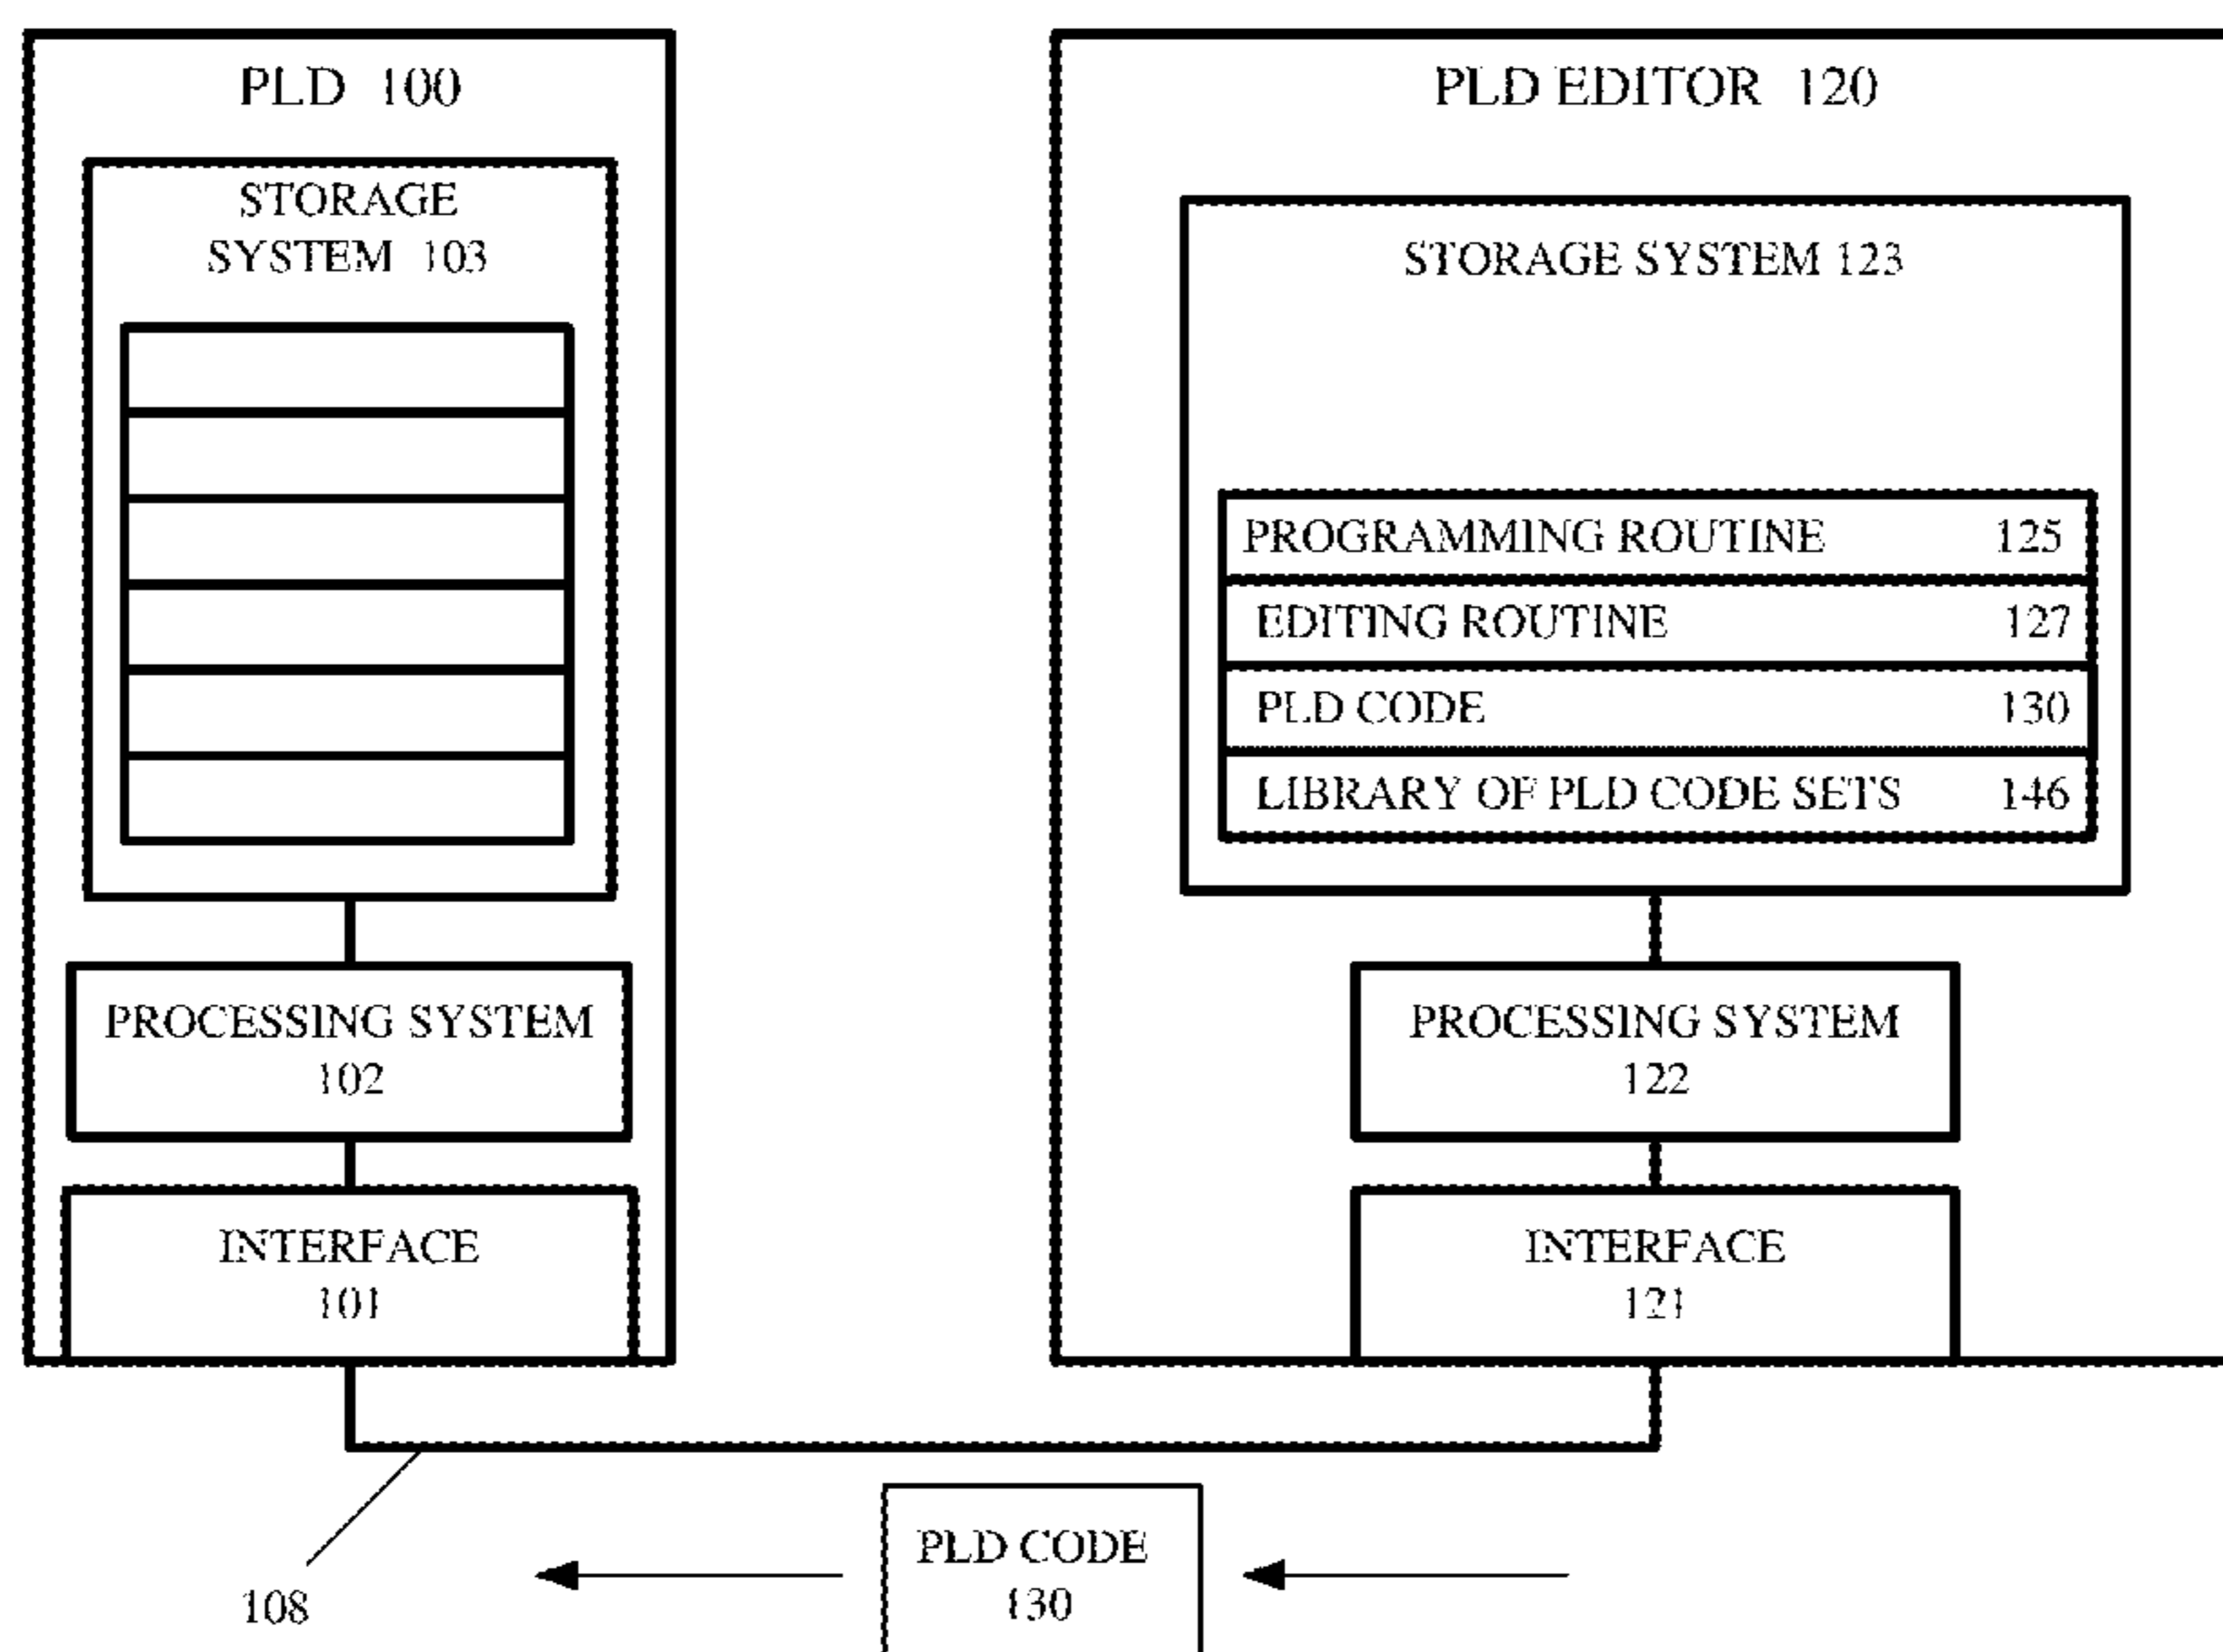 PLD 100
STORAGE
SYSTEM 103
PROCESSING SYSTEM
102
INTERFACE
101
PLD EDITOR 120
STORAGE SYSTEM 123
PROGRAMMING ROUTINE 125
EDITING ROUTINE 127
PLD CODE 130
LIBRARY OF PLD CODE SETS 146
PROCESSING SYSTEM
122
INTERFACE
121
108
PLD CODE
130